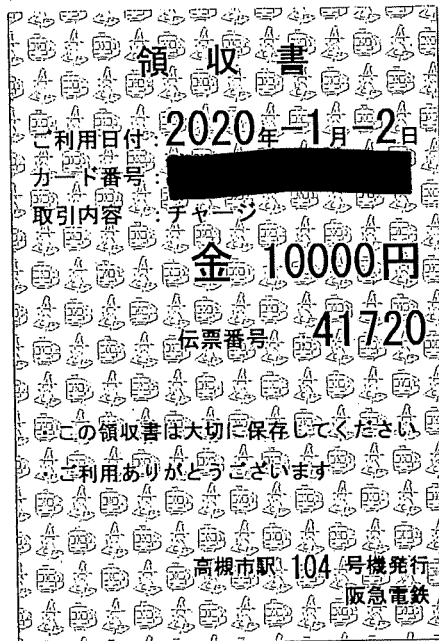 領収書
ご利用日付:2020年-1月-2日
カード番号:
取引内容:チャージ
金 10000円
伝票番号 41720
この領収書は大切に保存してください
ご利用ありがとうございます
高槻市駅 104 号機発行
阪急電鉄